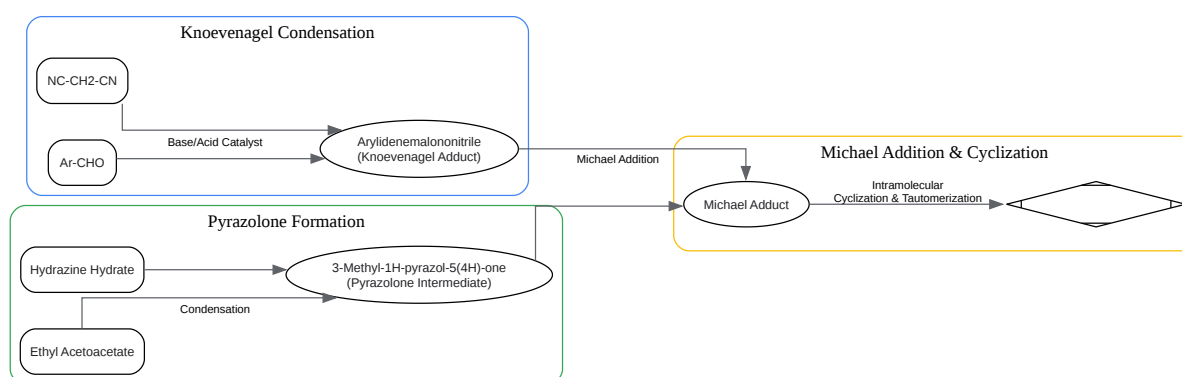 Knoevenagel Condensation
NC-CH2-CN
Base/Acid Catalyst
Ar-CHO
Arylidenemalononitrile
(Knoevenagel Adduct)
Michael Addition
Michael Addition & Cyclization
Michael Adduct
Intramolecular
Cyclization & Tautomerization
Pyrazolone Formation
Hydrazine Hydrate
3-Methyl-1H-pyrazol-5(4H)-one
(Pyrazolone Intermediate)
Condensation
Ethyl Acetoacetate